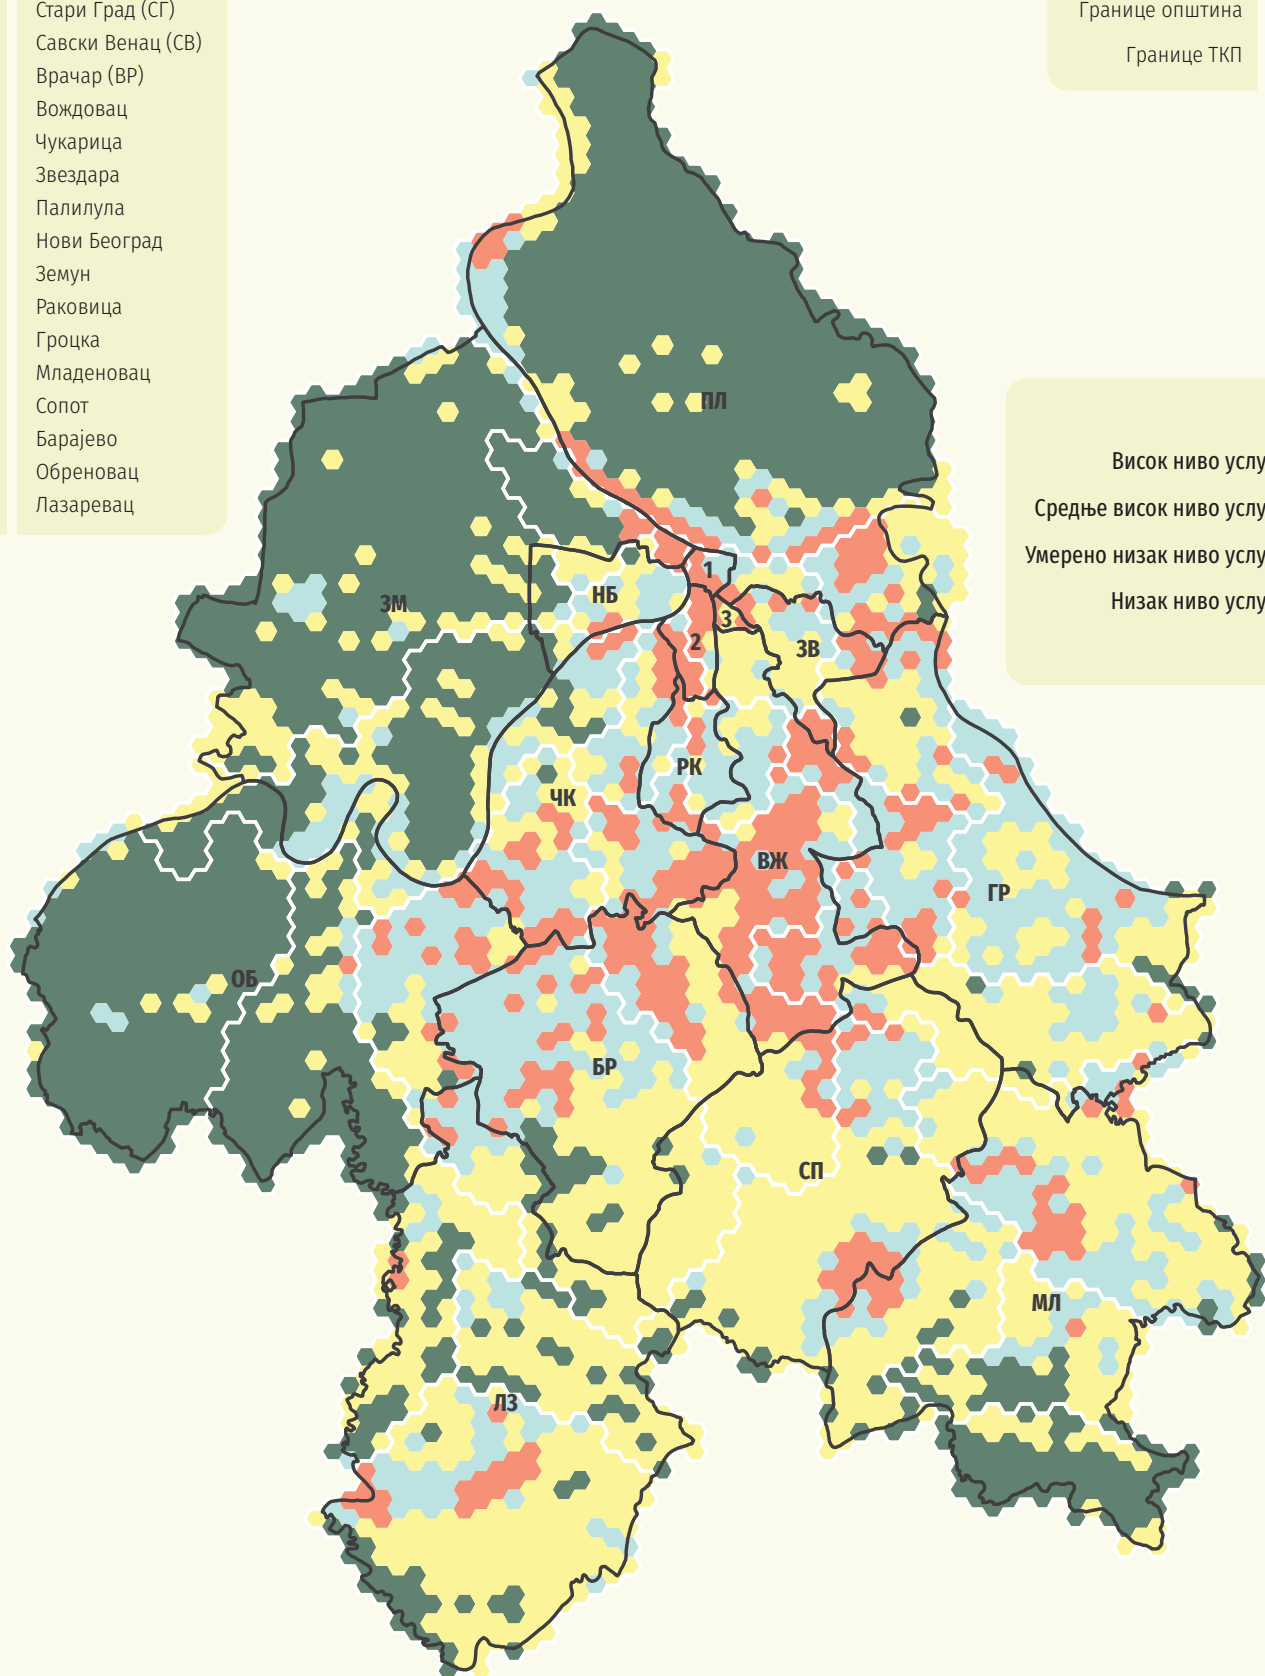 Стари Град (СГ)
Савски Венац (СВ)
Врачар (ВР)
Вождовац
Чукарица
Звездара
Палилула
Нови Београд
Земун
Раковица
Гроцка
Младеновац
Сопот
Барајево
Обреновац
Лазаревац
Границе општина
Границе ТКП
Висок ниво услу
Средње висок ниво услу
Умерено низак ниво услу
Низак ниво услу
ПЛ
1
НБ
ЗМ
3
2
ЗВ
РК
ЧК
ВЖ
ГР
ОБ
БР
СП
МЛ
ЛЗ